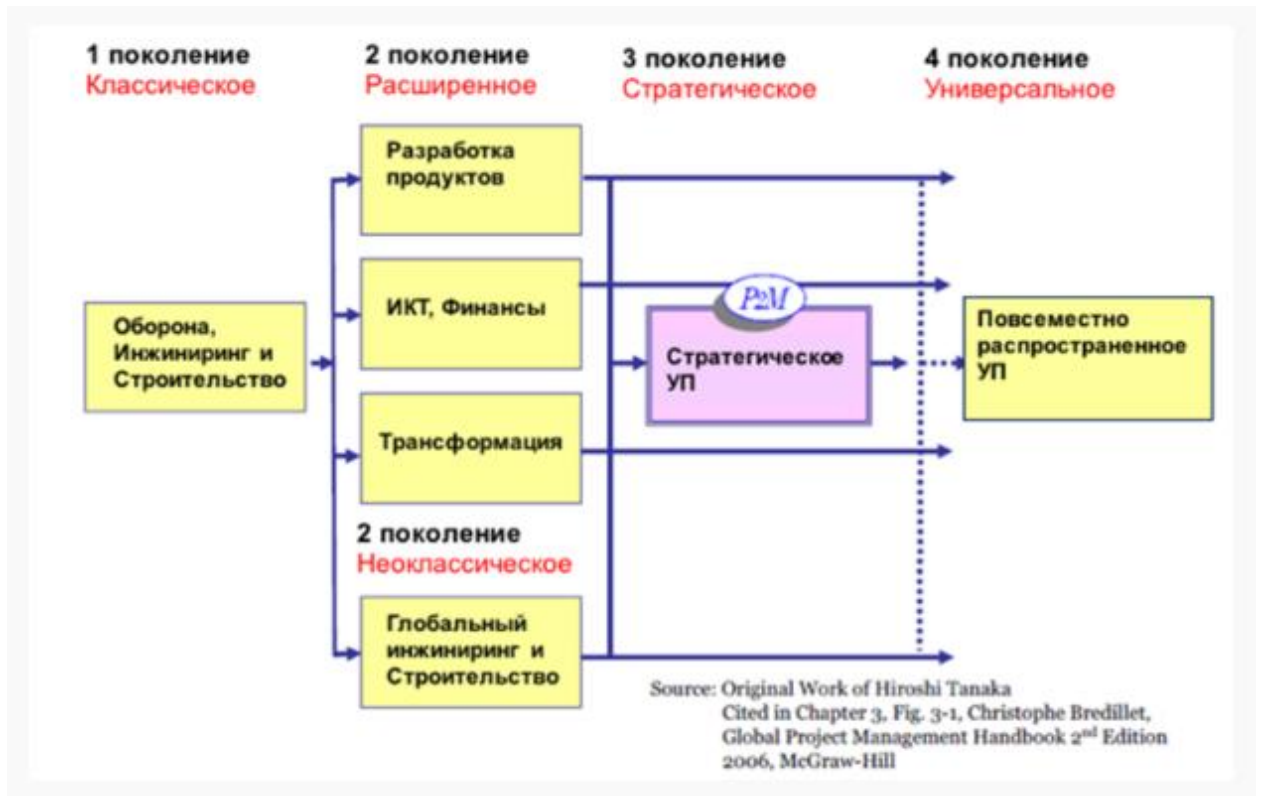 1 поколение
Классическое
2 поколение
Расширенное
3 поколение
Стратегическое
4 поколение
Универсальное
Разработка
продуктов
ИКТ, Финансы
Оборона,
Инжиниринг и
Строительство
P2M
Стратегическое
УП
Повсеместно
распространенное
УП
Трансформация
2 поколение
Неоклассическое
Глобальный
инжиниринг и
Строительство
Source: Original Work of Hiroshi Tanaka
Cited in Chapter 3, Fig. 3-1, Christophe Bredillet,
Global Project Management Handbook 2nd Edition
2006, McGraw-Hill